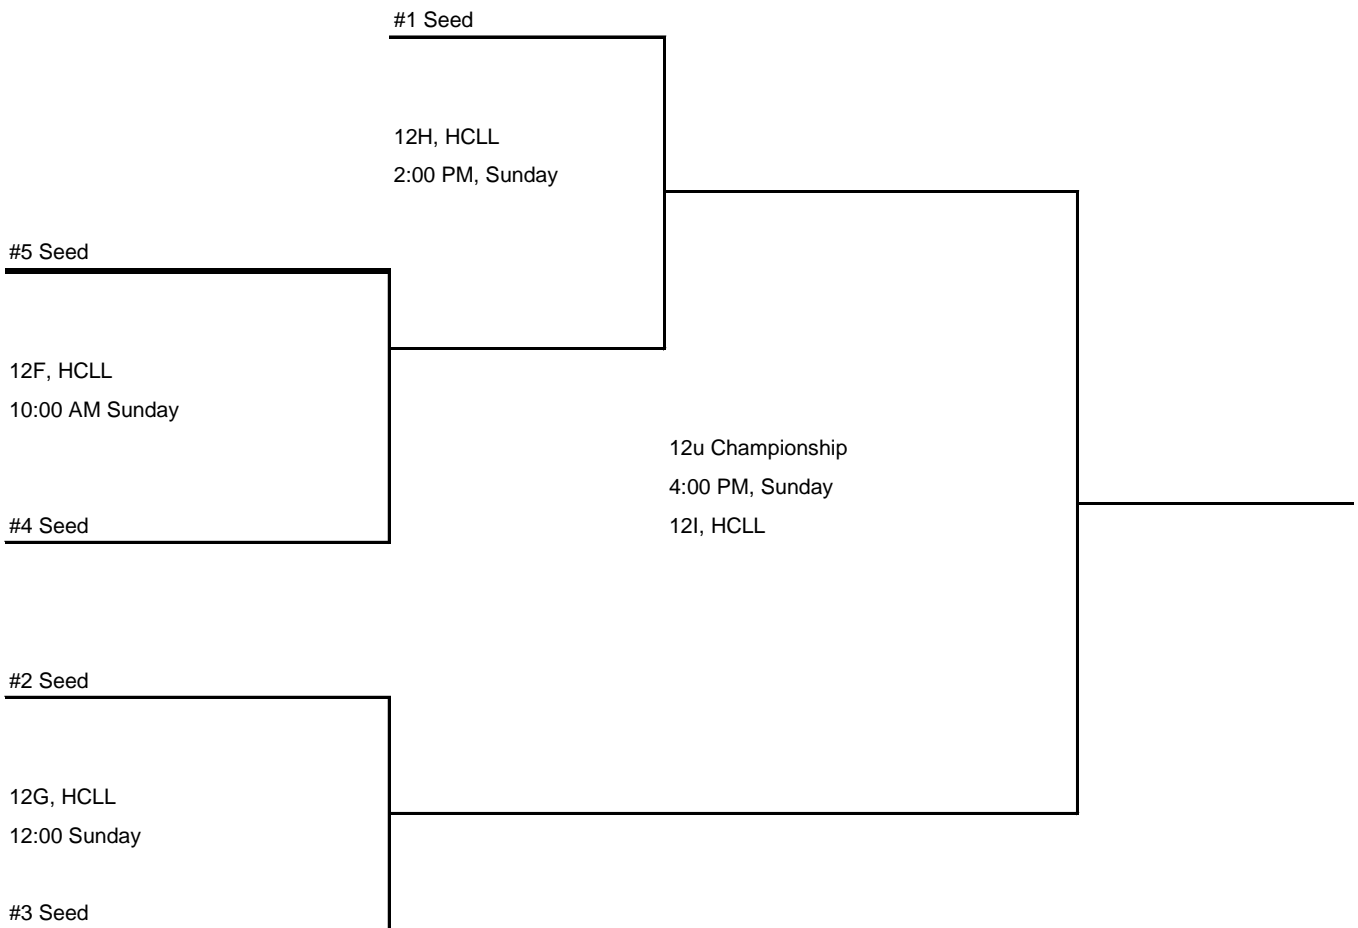 #1 Seed
12H, HCLL
2:00 PM, Sunday
#5 Seed
12F, HCLL
10:00 AM Sunday
12u Championship
4:00 PM, Sunday
#4 Seed
12I, HCLL
#2 Seed
12G, HCLL
12:00 Sunday
#3 Seed